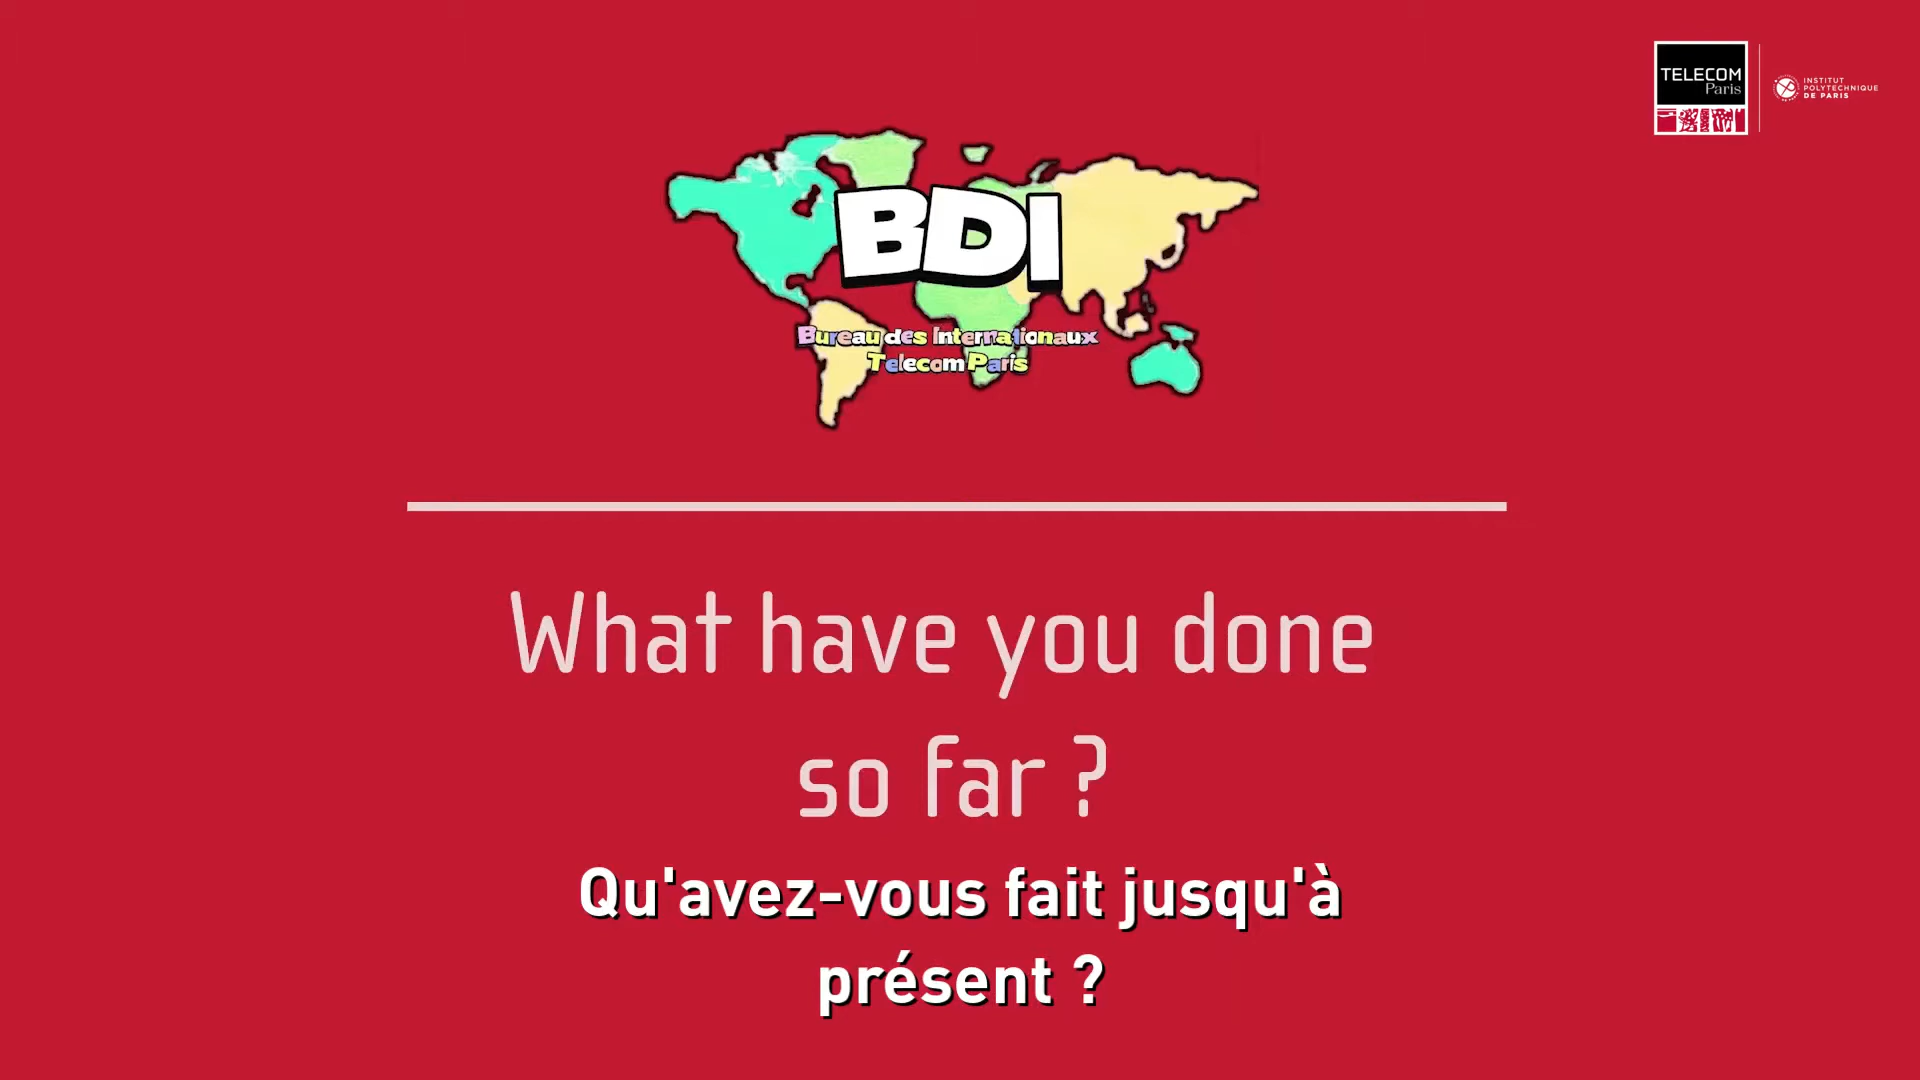 TELECOM
Paris
INSTITUT
POLYTECHNIQUE
DE PARIS
BDI
Bureau des Internationaux
Telecom Paris
What have you done
so far ?
Qu'avez-vous fait jusqu'à
présent ?